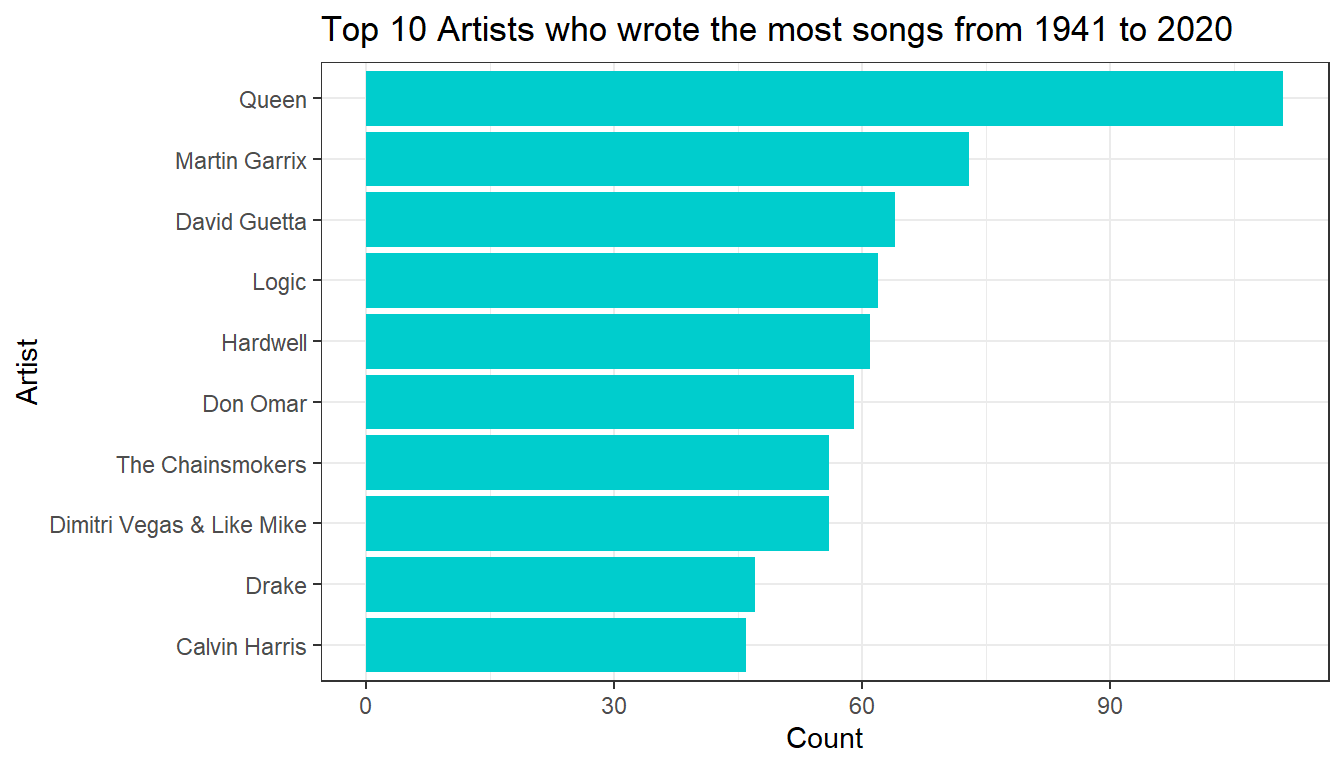 Top 10 Artists who wrote the most songs from 1941 to 2020
Queen
Martin Garrix
David Guetta
Logic
Hardwell
Don Omar
The Chainsmokers
Dimitri Vegas & Like Mike
Drake
Calvin Harris
Artist
0 30 60 90
Count